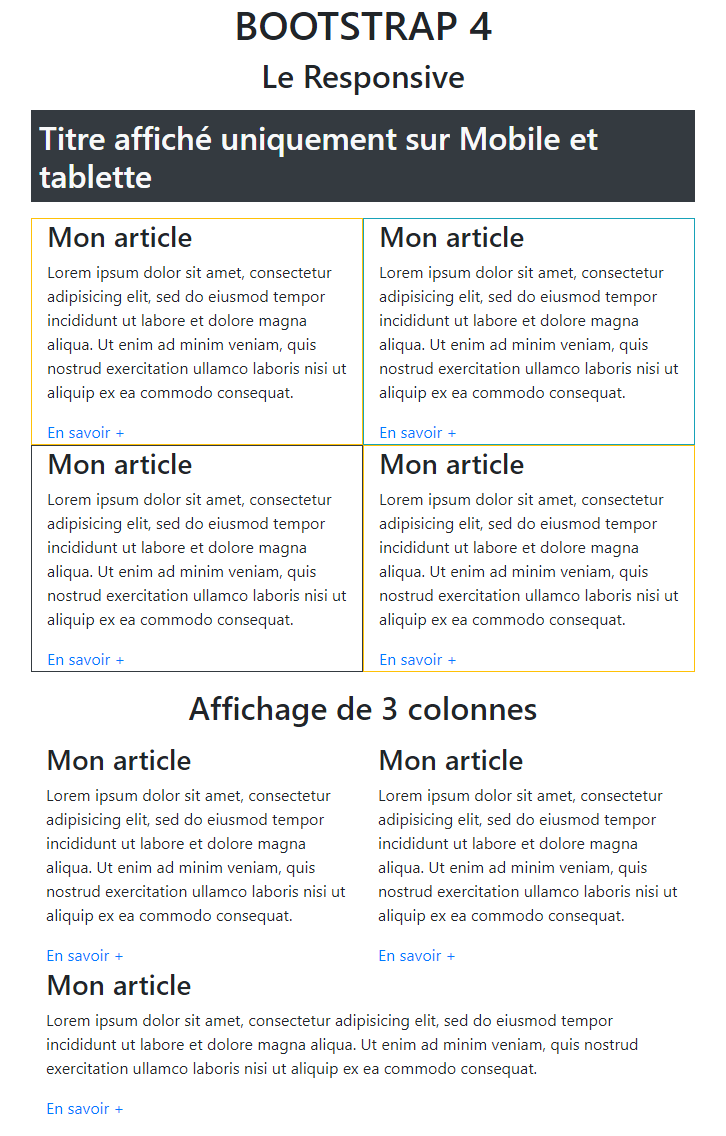 BOOTSTRAP 4
Le Responsive
Titre affiché uniquement sur Mobile et
tablette
Mon article
Lorem ipsum dolor sit amet, consectetur
adipisicing elit, sed do eiusmod tempor
incididunt ut labore et dolore magna
aliqua. Ut enim ad minim veniam, quis
nostrud exercitation ullamco laboris nisi ut
aliquip ex ea commodo consequat.
En savoir +
Mon article
Lorem ipsum dolor sit amet, consectetur
adipisicing elit, sed do eiusmod tempor
incididunt ut labore et dolore magna
aliqua. Ut enim ad minim veniam, quis
nostrud exercitation ullamco laboris nisi ut
aliquip ex ea commodo consequat.
En savoir +
Mon article
Lorem ipsum dolor sit amet, consectetur
adipisicing elit, sed do eiusmod tempor
incididunt ut labore et dolore magna
aliqua. Ut enim ad minim veniam, quis
nostrud exercitation ullamco laboris nisi ut
aliquip ex ea commodo consequat.
En savoir +
Mon article
Lorem ipsum dolor sit amet, consectetur
adipisicing elit, sed do eiusmod tempor
incididunt ut labore et dolore magna
aliqua. Ut enim ad minim veniam, quis
nostrud exercitation ullamco laboris nisi ut
aliquip ex ea commodo consequat.
En savoir +
Affichage de 3 colonnes
Mon article
Lorem ipsum dolor sit amet, consectetur
adipisicing elit, sed do eiusmod tempor
incididunt ut labore et dolore magna
aliqua. Ut enim ad minim veniam, quis
nostrud exercitation ullamco laboris nisi ut
aliquip ex ea commodo consequat.
En savoir +
Mon article
Lorem ipsum dolor sit amet, consectetur
adipisicing elit, sed do eiusmod tempor
incididunt ut labore et dolore magna
aliqua. Ut enim ad minim veniam, quis
nostrud exercitation ullamco laboris nisi ut
aliquip ex ea commodo consequat.
En savoir +
Mon article
Lorem ipsum dolor sit amet, consectetur adipisicing elit, sed do eiusmod tempor
incididunt ut labore et dolore magna aliqua. Ut enim ad minim veniam, quis nostrud
exercitation ullamco laboris nisi ut aliquip ex ea commodo consequat.
En savoir +